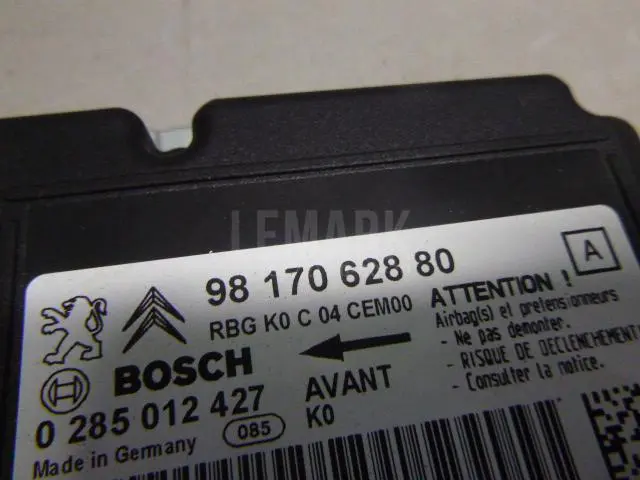 LEMARK
98 170 628 80
A
RBG K0 C 04 CEM00
ATTENTION !
Airbag(s) et pretensionneurs
- Ne pas demonter.
- RISQUE DE DECLENCHEMENT
- Consulter la notice.
BOSCH
AVANT
0 285 012 427
K0
Made in Germany
085